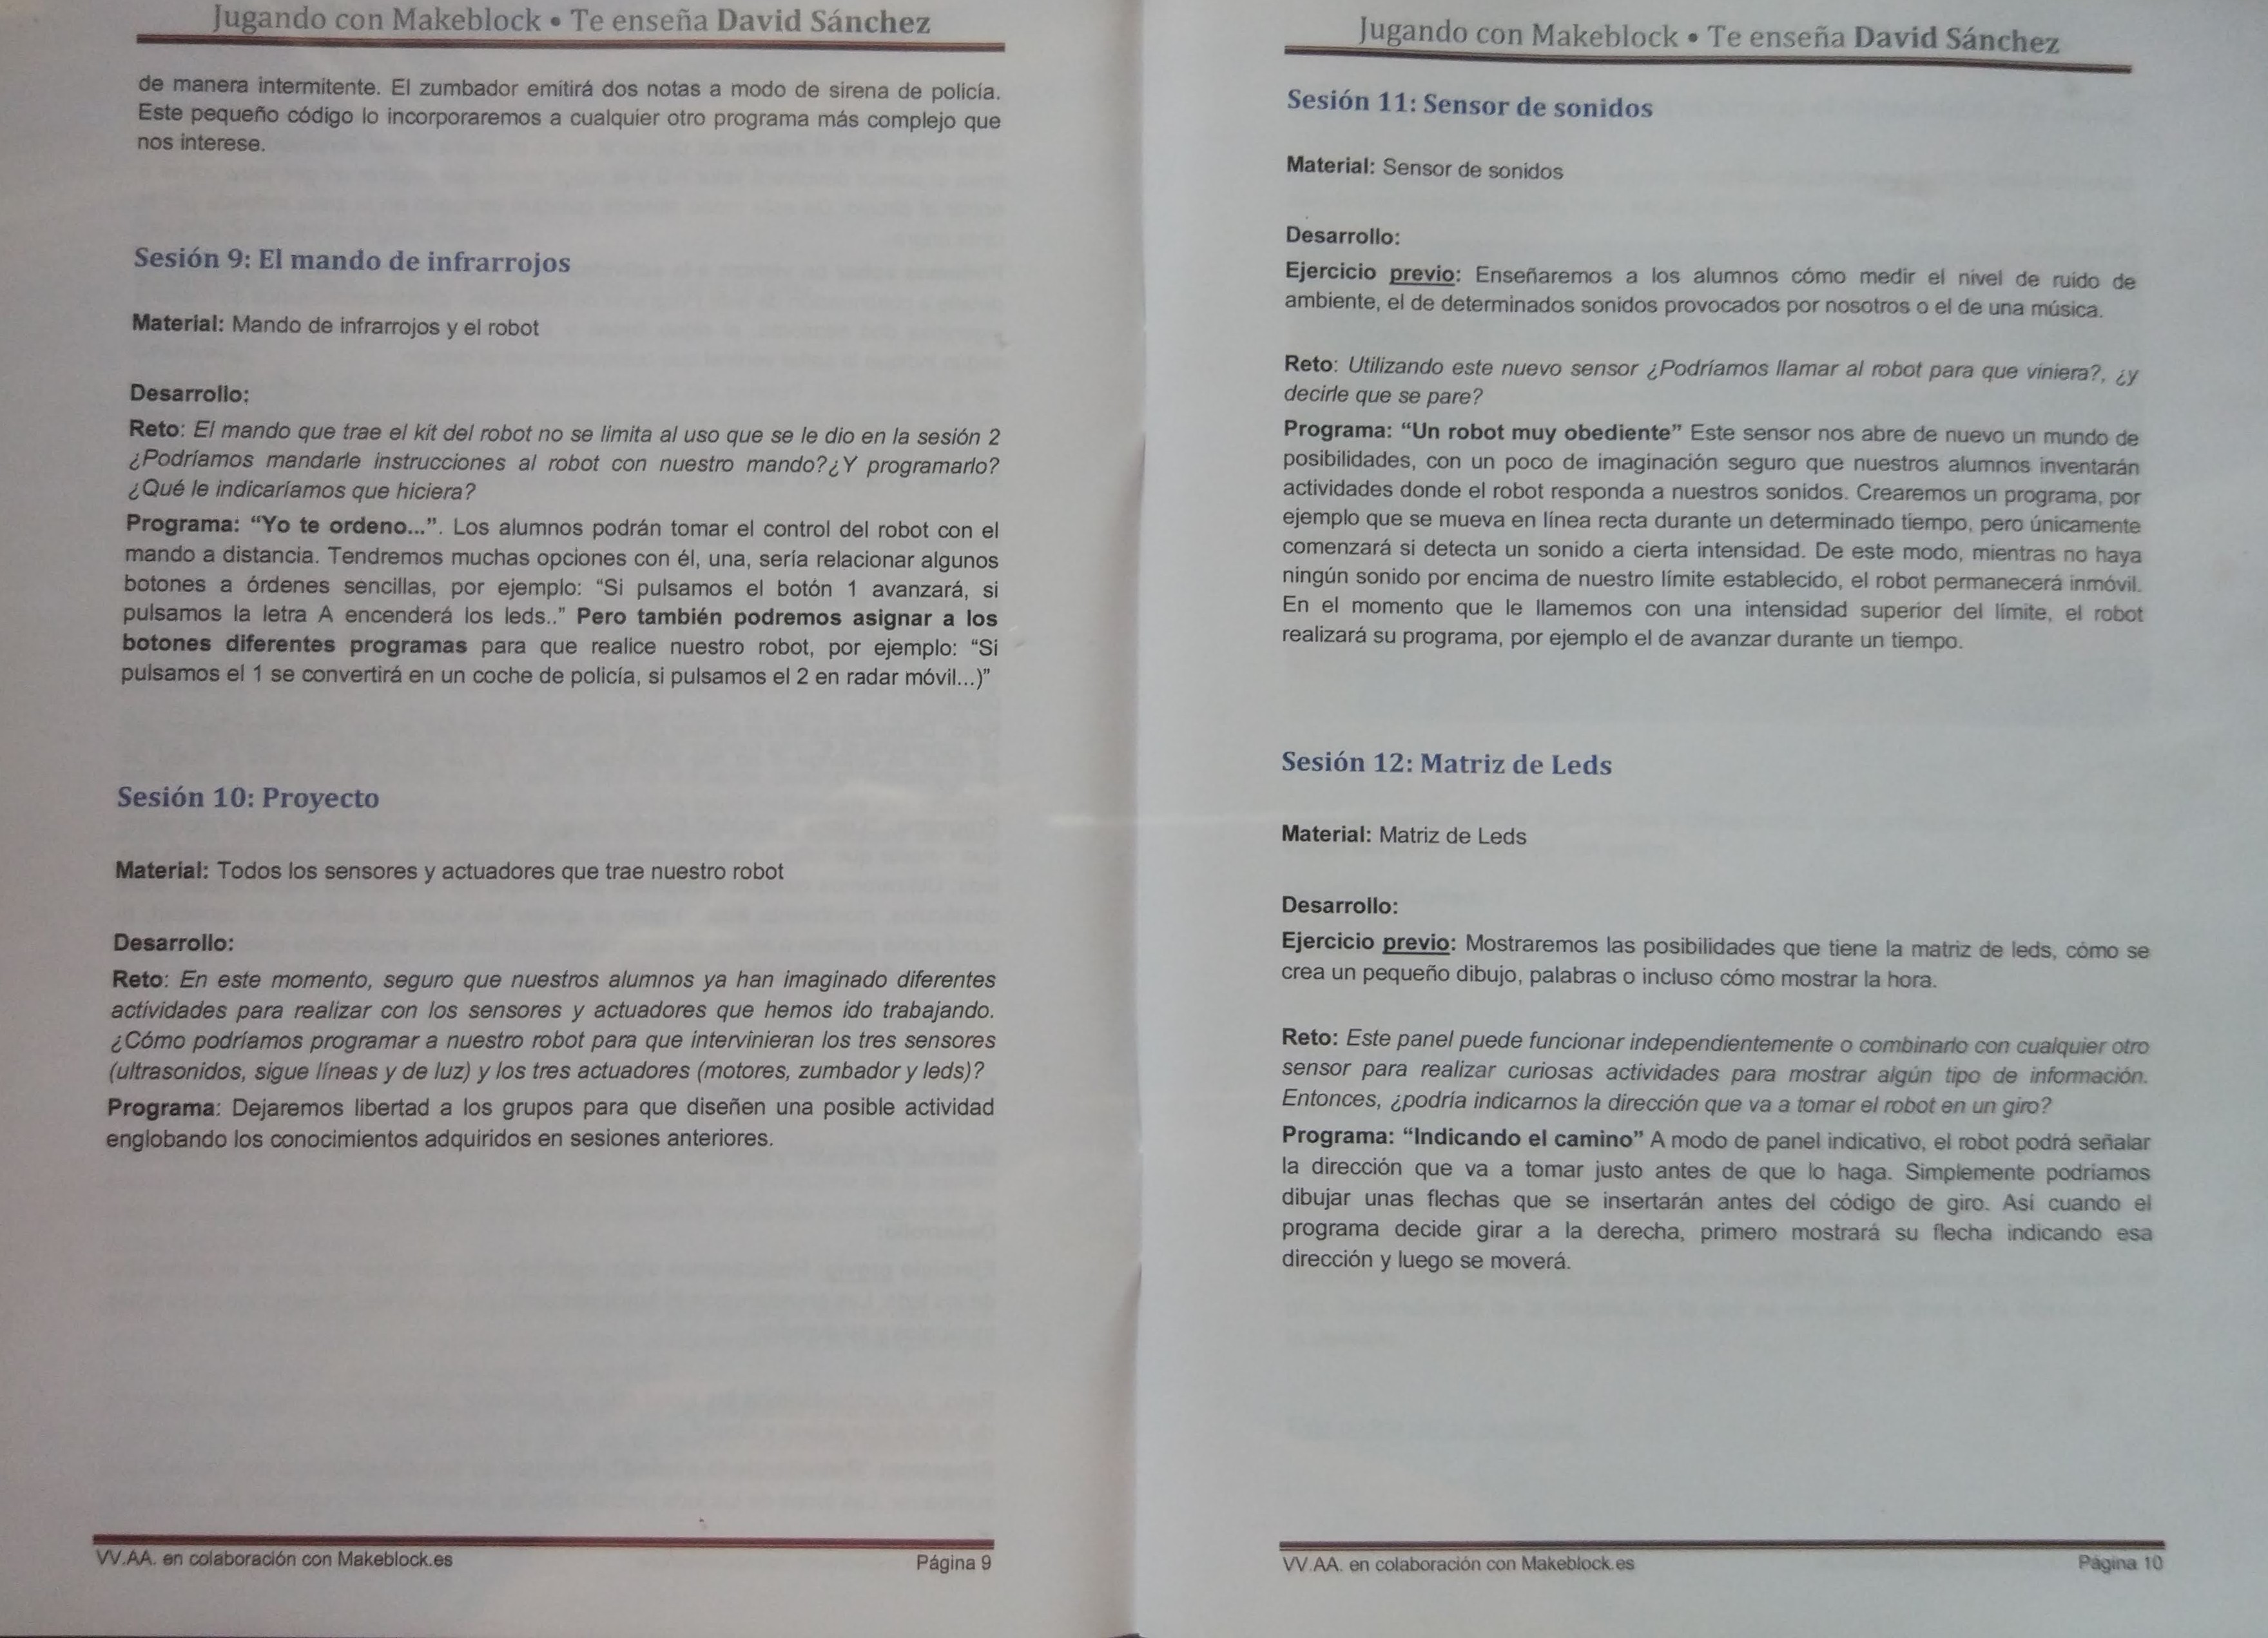 Jugando con Makeblock • Te enseña David Sánchez
de manera intermitente. El zumbador emitirá dos notas a modo de sirena de policía.
Este pequeño código lo incorporaremos a cualquier otro programa más complejo que
nos interese.
Sesión 9: El mando de infrarrojos
Material: Mando de infrarrojos y el robot
Desarrollo:
Reto: El mando que trae el kit del robot no se limita al uso que se le dio en la sesión 2
¿Podríamos mandarle instrucciones al robot con nuestro mando?¿Y programarlo?
¿Qué le indicaríamos que hiciera?
Programa: “Yo te ordeno...”. Los alumnos podrán tomar el control del robot con el
mando a distancia. Tendremos muchas opciones con él, una, sería relacionar algunos
botones a órdenes sencillas, por ejemplo: “Si pulsamos el botón 1 avanzará, si
pulsamos la letra A encenderá los leds..” Pero también podremos asignar a los
botones diferentes programas para que realice nuestro robot, por ejemplo: “Si
pulsamos el 1 se convertirá en un coche de policía, si pulsamos el 2 en radar móvil...)”
Sesión 10: Proyecto
Material: Todos los sensores y actuadores que trae nuestro robot
Desarrollo:
Reto: En este momento, seguro que nuestros alumnos ya han imaginado diferentes
actividades para realizar con los sensores y actuadores que hemos ido trabajando.
¿Cómo podríamos programar a nuestro robot para que intervinieran los tres sensores
(ultrasonidos, sigue líneas y de luz) y los tres actuadores (motores, zumbador y leds)?
Programa: Dejaremos libertad a los grupos para que diseñen una posible actividad
englobando los conocimientos adquiridos en sesiones anteriores.
VV.AA. en colaboración con Makeblock.es
Página 9
Jugando con Makeblock • Te enseña David Sánchez
Sesión 11: Sensor de sonidos
Material: Sensor de sonidos
Desarrollo:
Ejercicio previo: Enseñaremos a los alumnos cómo medir el nivel de ruido de
ambiente, el de determinados sonidos provocados por nosotros o el de una música.
Reto: Utilizando este nuevo sensor ¿Podríamos llamar al robot para que viniera?, ¿y
decirle que se pare?
Programa: “Un robot muy obediente” Este sensor nos abre de nuevo un mundo de
posibilidades, con un poco de imaginación seguro que nuestros alumnos inventarán
actividades donde el robot responda a nuestros sonidos. Crearemos un programa, por
ejemplo que se mueva en línea recta durante un determinado tiempo, pero únicamente
comenzará si detecta un sonido a cierta intensidad. De este modo, mientras no haya
ningún sonido por encima de nuestro límite establecido, el robot permanecerá inmóvil.
En el momento que le llamemos con una intensidad superior del límite, el robot
realizará su programa, por ejemplo el de avanzar durante un tiempo.
Sesión 12: Matriz de Leds
Material: Matriz de Leds
Desarrollo:
Ejercicio previo: Mostraremos las posibilidades que tiene la matriz de leds, cómo se
crea un pequeño dibujo, palabras o incluso cómo mostrar la hora.
Reto: Este panel puede funcionar independientemente o combinarlo con cualquier otro
sensor para realizar curiosas actividades para mostrar algún tipo de información.
Entonces, ¿podría indicarnos la dirección que va a tomar el robot en un giro?
Programa: “Indicando el camino” A modo de panel indicativo, el robot podrá señalar
la dirección que va a tomar justo antes de que lo haga. Simplemente podríamos
dibujar unas flechas que se insertarán antes del código de giro. Así cuando el
programa decide girar a la derecha, primero mostrará su flecha indicando esa
dirección y luego se moverá.
VV.AA. en colaboración con Makeblock.es
Página 10